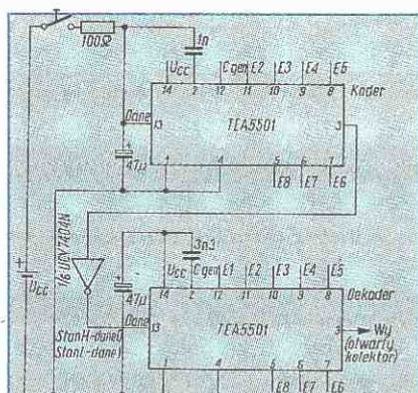 100Ω
1n
Ucc
Cgen
E2
E3
E4
E5
Koder
14
2
12
11
10
9
8
Dane
13
TEA5501
3
47μ
1
4
5
6
7
E8
E7
E6
1/6 UCY7404N
3n3
47μ
Ucc
Ucc
Cgen
E1
E2
E3
E4
E5
Dekoder
14
2
12
11
10
9
8
Dane
13
TEA5501
3
Wy
(otwarty
kolektor)
Stan H-dane0
Stan L-dane1
1
4
5
6
7
E8
E7
E6